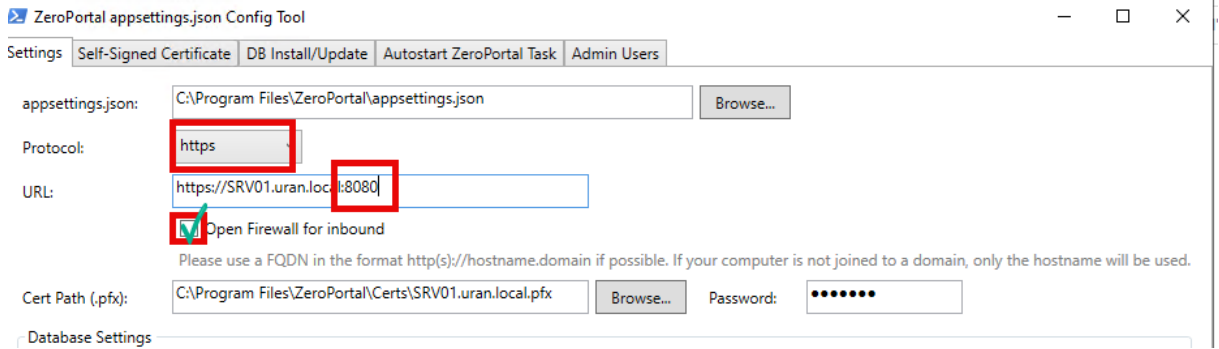 ZeroPortal appsettings.json Config Tool
Settings Self-Signed Certificate DB Install/Update Autostart ZeroPortal Task Admin Users
appsettings.json: C:\Program Files\ZeroPortal\appsettings.json Browse...
Protocol: https
URL: https://SRV01.uran.local:8080
Open Firewall for inbound
Please use a FQDN in the format http(s)://hostname.domain if possible. If your computer is not joined to a domain, only the hostname will be used.
Cert Path (.pfx): C:\Program Files\ZeroPortal\Certs\SRV01.uran.local.pfx Browse... Password: ●●●●●●●
Database Settings